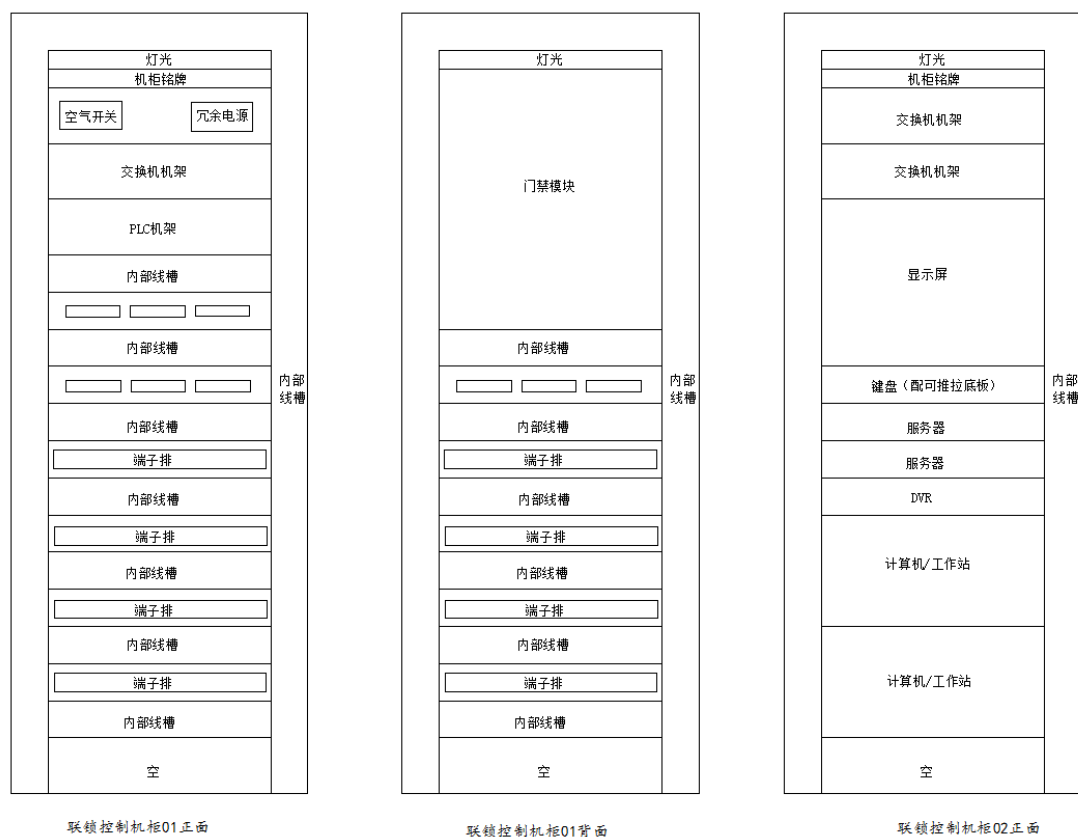 灯光
机柜铭牌
空气开关
冗余电源
交换机机架
PLC机架
内部线槽
内部线槽
内部
线槽
内部线槽
端子排
内部线槽
端子排
内部线槽
端子排
内部线槽
端子排
内部线槽
空
联锁控制机柜01正面
灯光
门禁模块
内部线槽
内部
线槽
内部线槽
端子排
内部线槽
端子排
内部线槽
端子排
内部线槽
端子排
内部线槽
空
联锁控制机柜01背面
灯光
机柜铭牌
交换机机架
交换机机架
显示屏
键盘（配可推拉底板）
内部
线槽
服务器
服务器
DVR
计算机/工作站
计算机/工作站
空
联锁控制机柜02正面